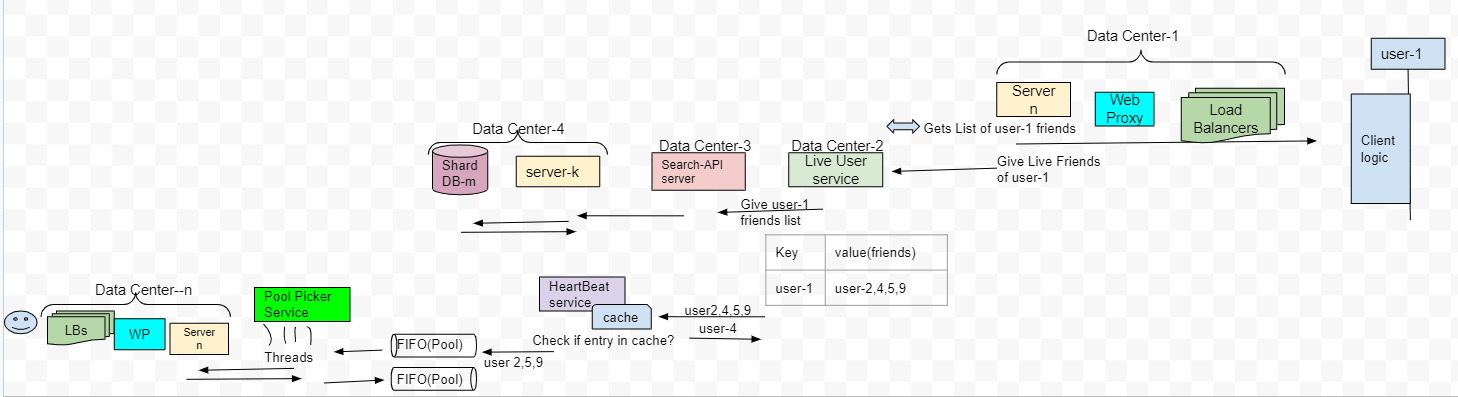 Data Center-1
user-1
Server
n
Web
Proxy
Load
Balancers
Gets List of user-1 friends
Client
logic
Data Center-4
Data Center-3
Data Center-2
Shard
DB-m
server-k
Search-API
server
Live User
service
Give Live Friends
of user-1
Give user-1
friends list
Key
value(friends)
user-1
user-2,4,5,9
HeartBeat
service
cache
user2,4,5,9
user-4
Check if entry in cache?
Data Center--n
Pool Picker
Service
LBs
WP
Server
n
Threads
FIFO(Pool)
user 2,5,9
FIFO(Pool)